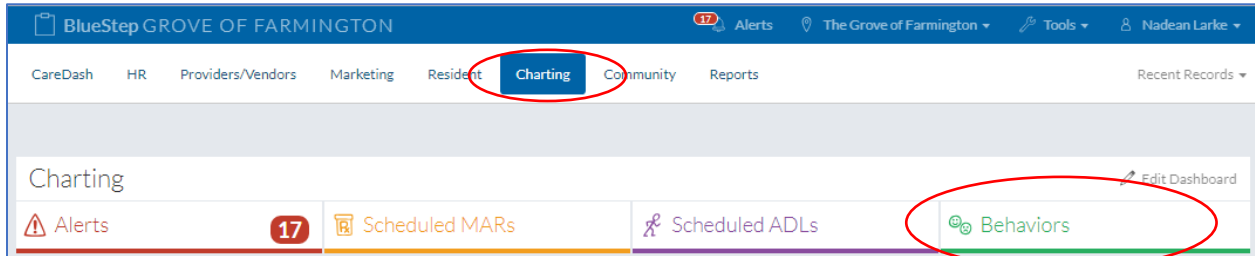 BlueStep GROVE OF FARMINGTON 17 Alerts The Grove of Farmington Tools Nadean Larke
CareDash HR Providers/Vendors Marketing Resident Charting Community Reports Recent Records
Charting Edit Dashboard
Alerts 17 Scheduled MARs Scheduled ADLs Behaviors